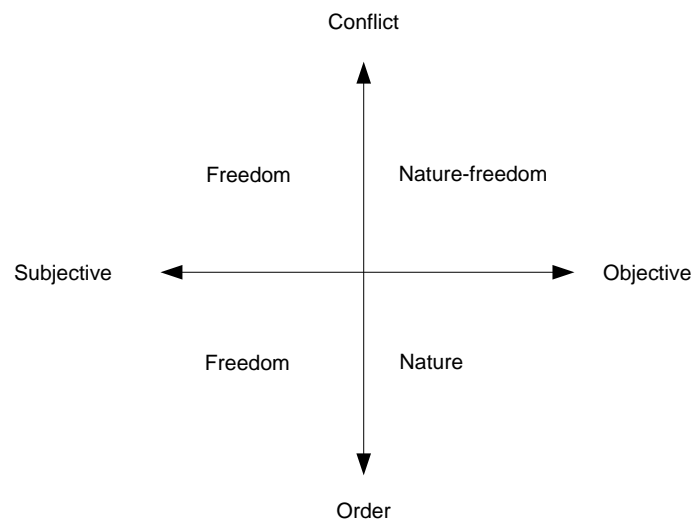 Conflict
Freedom
Nature-freedom
Subjective
Objective
Freedom
Nature
Order